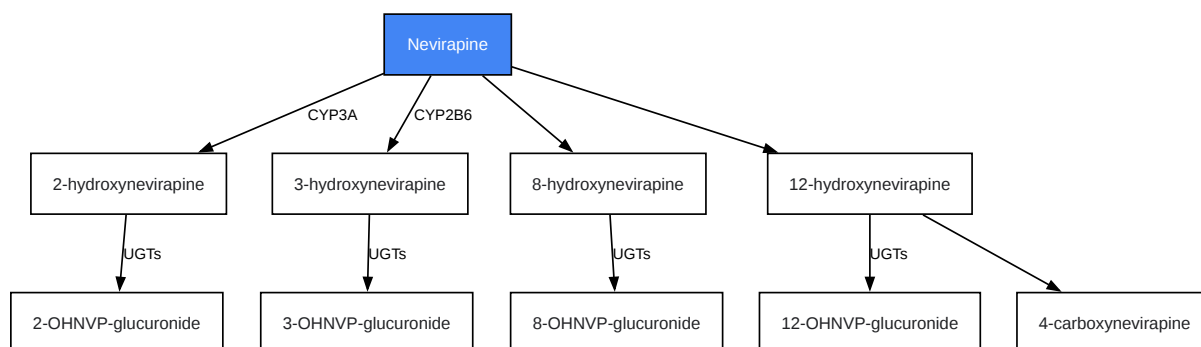 Nevirapine
CYP3A
CYP2B6
2-hydroxynevirapine
3-hydroxynevirapine
8-hydroxynevirapine
12-hydroxynevirapine
UGTs
UGTs
UGTs
UGTs
2-OHNVP-glucuronide
3-OHNVP-glucuronide
8-OHNVP-glucuronide
12-OHNVP-glucuronide
4-carboxynevirapine